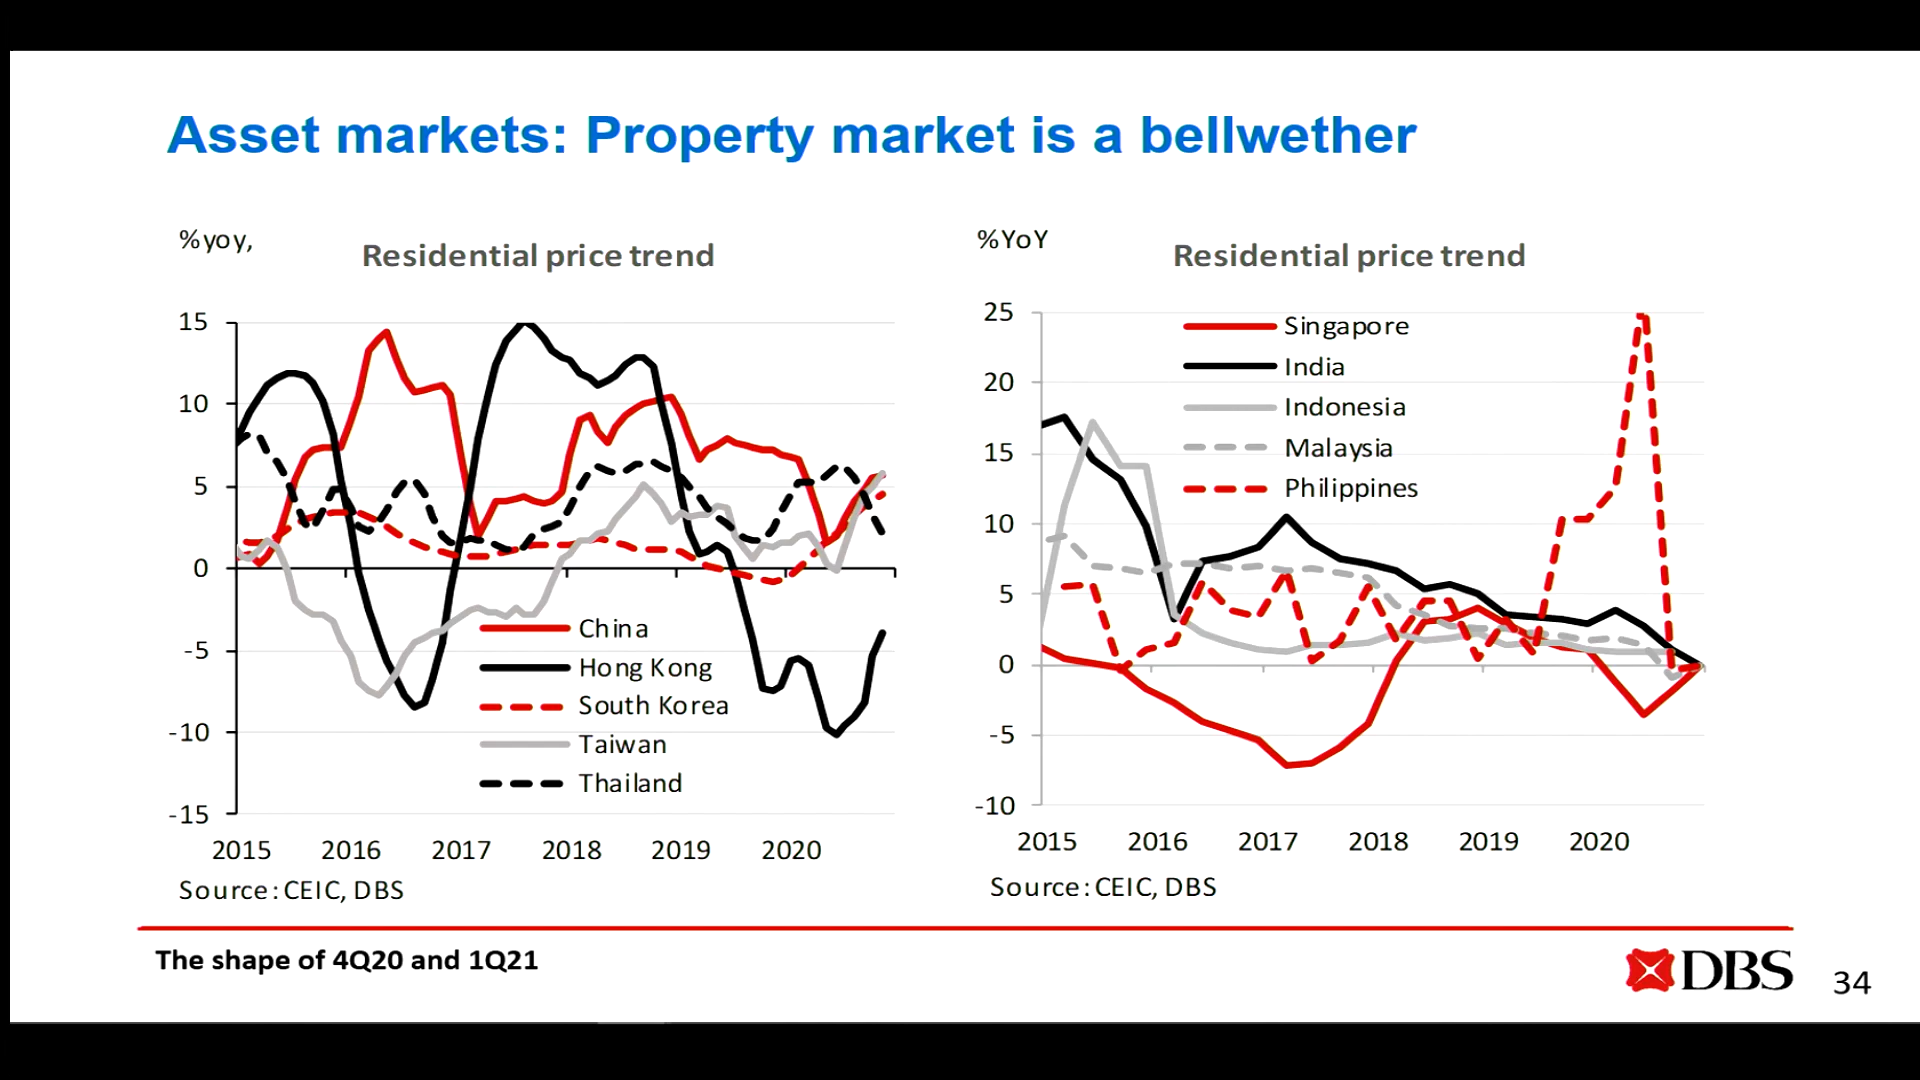 Asset markets: Property market is a bellwether
%yoy,
Residential price trend
15
10
5
0
-5
-10
-15
China
Hong Kong
South Korea
Taiwan
Thailand
2015 2016 2017 2018 2019 2020
Source: CEIC, DBS
%YoY
Residential price trend
25
20
15
10
5
0
-5
-10
Singapore
India
Indonesia
Malaysia
Philippines
2015 2016 2017 2018 2019 2020
Source: CEIC, DBS
The shape of 4Q20 and 1Q21
DBS
34